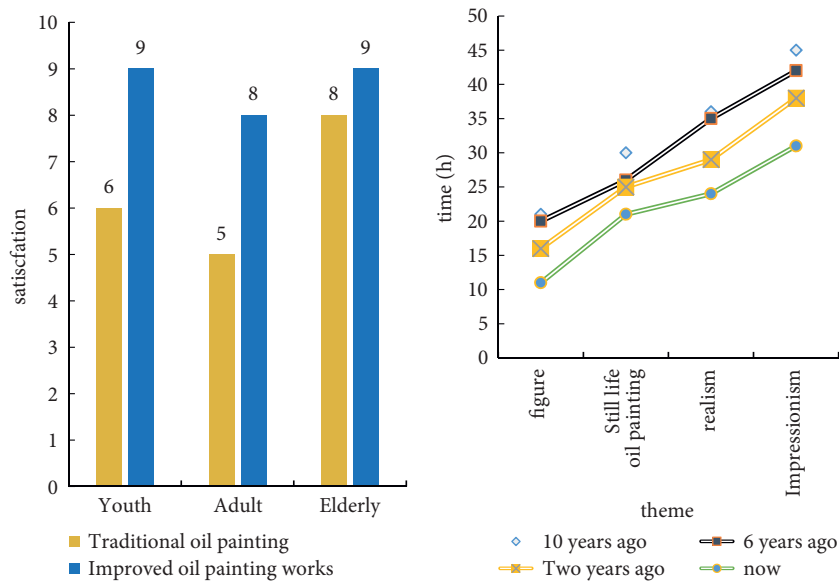 10
9
8
7
6
5
4
3
2
1
0
satiscfation
6
9
5
8
8
9
Youth
Adult
Elderly
Traditional oil painting
Improved oil painting works
50
45
40
35
30
25
20
15
10
5
0
time (h)
figure
Still life
oil painting
realism
Impressionism
theme
10 years ago
6 years ago
Two years ago
now